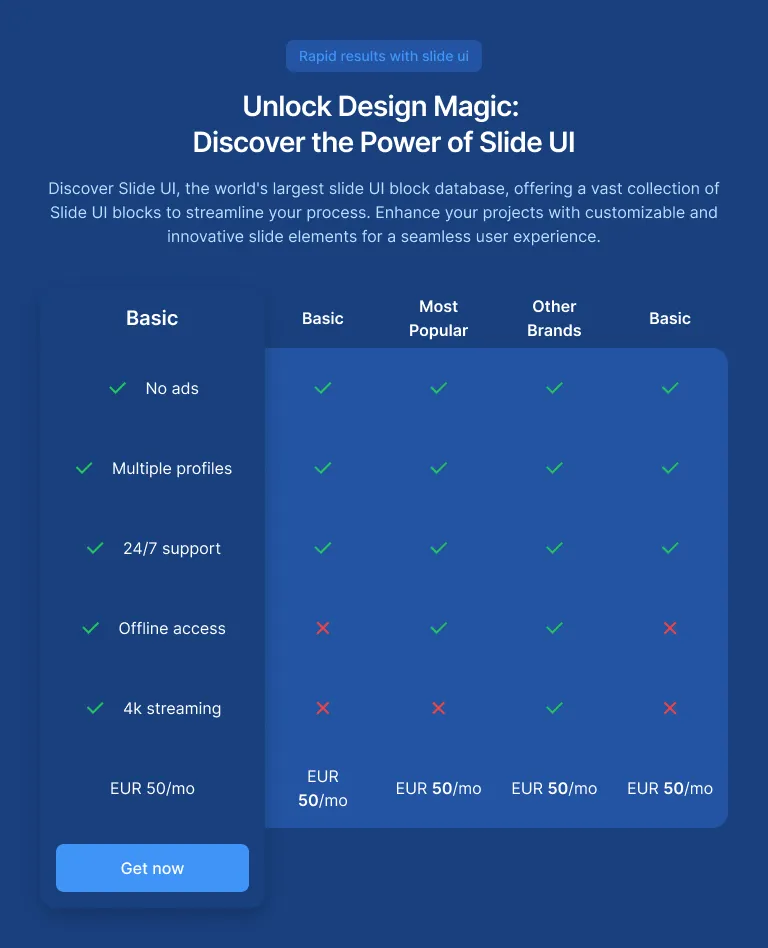 Rapid results with slide ui
Unlock Design Magic:
Discover the Power of Slide UI
Discover Slide UI, the world's largest slide UI block database, offering a vast collection of
Slide UI blocks to streamline your process. Enhance your projects with customizable and
innovative slide elements for a seamless user experience.
Basic
Basic
Most
Popular
Other
Brands
Basic
No ads
Multiple profiles
24/7 support
Offline access
4k streaming
EUR 50/mo
EUR
50/mo
EUR 50/mo
EUR 50/mo
EUR 50/mo
Get now